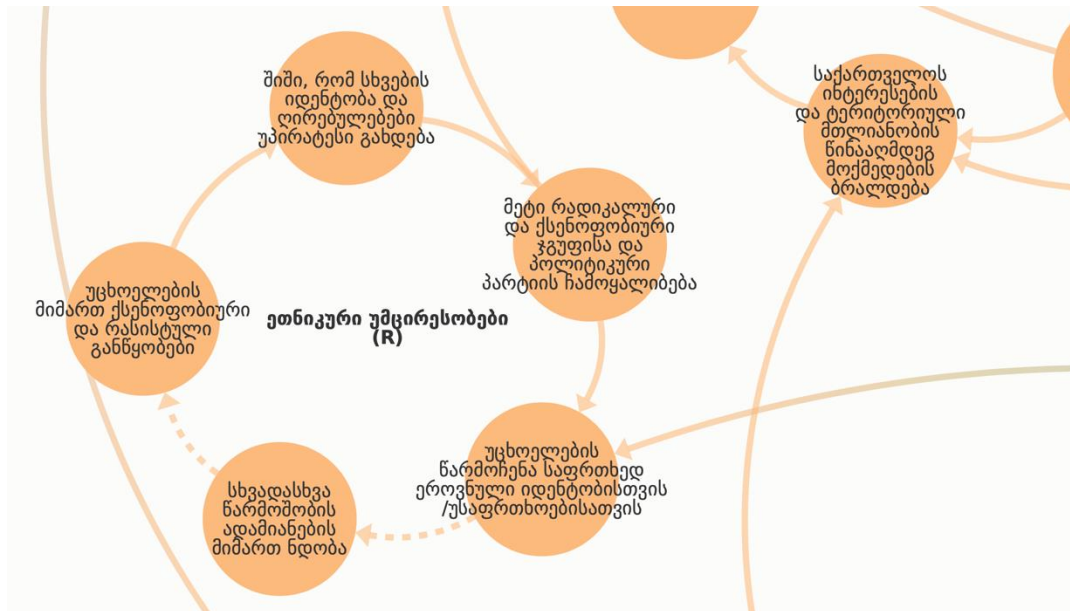 შიში, რომ სხვების
იდენტობა და
ღირებულებები
უპირატესი გახდება
საქართველოს
ინტერესების
და ტერიტორიული
მთლიანობის
წინააღმდეგ
მოქმედების
ბრალდება
მეტი რადიკალური
და ქსენოფობიური
ჯგუფისა და
პოლიტიკური
პარტიის ჩამოყალიბება
უცხოელების
მიმართ ქსენოფობიური
და რასისტული
განწყობები
ეთნიკური უმცირესობები
(R)
უცხოელების
წარმოჩენა საფრთხედ
ეროვნული იდენტობისთვის
/უსაფრთხოებისათვის
სხვადასხვა
წარმოშობის
ადამიანების
მიმართ ნდობა